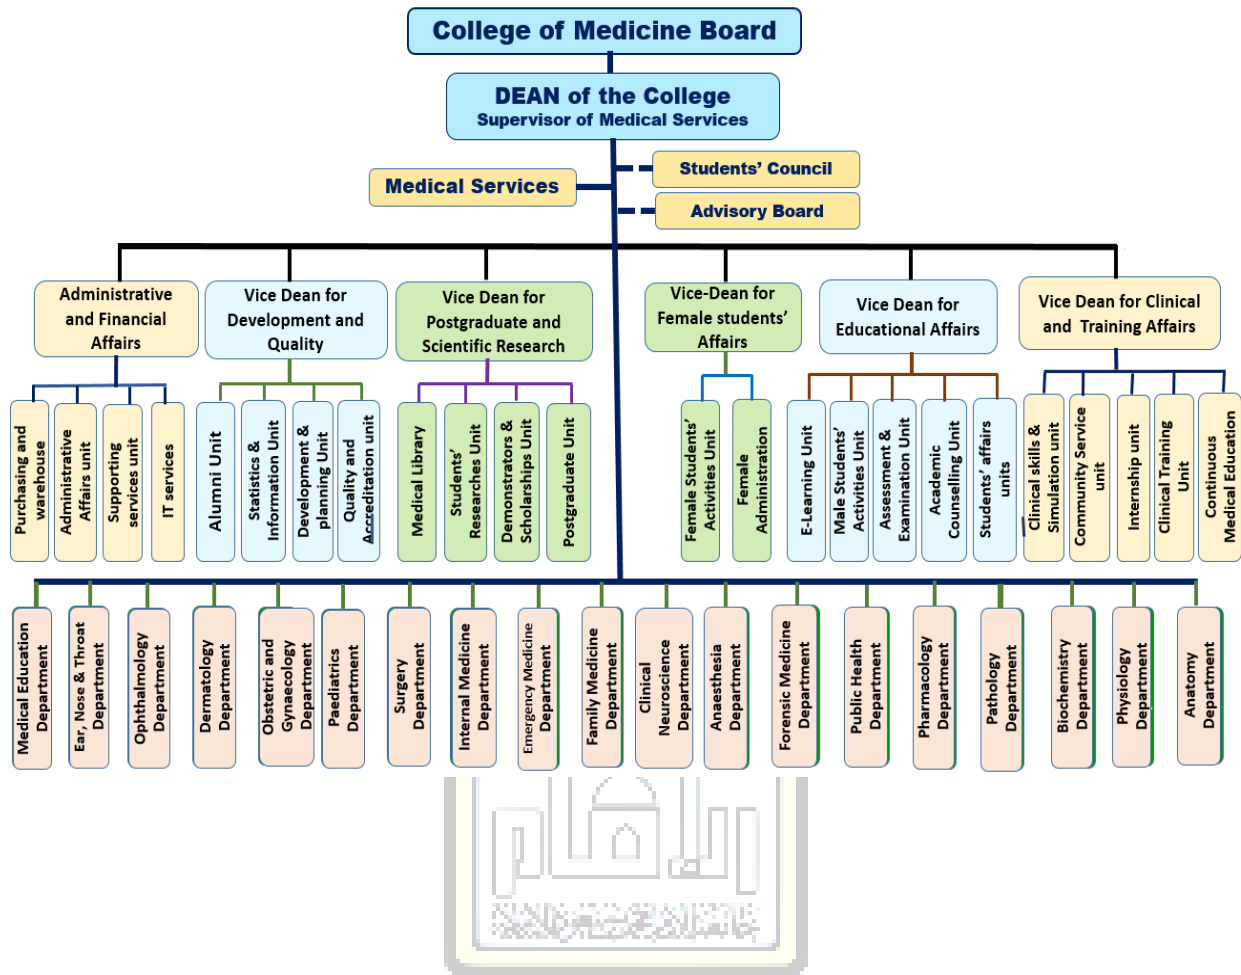 College of Medicine Board
DEAN of the College
Supervisor of Medical Services
Medical Services
Students' Council
Advisory Board
Administrative
and Financial
Affairs
Vice Dean for
Development and
Quality
Vice Dean for
Postgraduate and
Scientific Research
Vice-Dean for
Female students'
Affairs
Vice Dean for
Educational Affairs
Vice Dean for Clinical
and Training Affairs
Purchasing and
warehouse
Administrative
Affairs unit
Supporting
services unit
IT services
Alumni Unit
Statistics &
Information Unit
Development &
planning Unit
Quality and
Accreditation unit
Medical Library
Students'
Researches Unit
Demonstrators &
Scholarships Unit
Postgraduate Unit
Female Students'
Activities Unit
Female
Administration
E-Learning Unit
Male Students'
Activities Unit
Assessment &
Examination Unit
Academic
Counselling Unit
Students' affairs
units
Clinical skills &
Simulation unit
Community Service
unit
Internship unit
Clinical Training
Unit
Continuous
Medical Education
Medical Education
Department
Ear, Nose & Throat
Department
Ophthalmology
Department
Dermatology
Department
Obstetric and
Gynaecology
Department
Paediatrics
Department
Surgery
Department
Internal Medicine
Department
Emergency Medicine
Department
Family Medicine
Department
Clinical
Neuroscience
Department
Anaesthesia
Department
Forensic Medicine
Department
Public Health
Department
Pharmacology
Department
Pathology
Department
Biochemistry
Department
Physiology
Department
Anatomy
Department